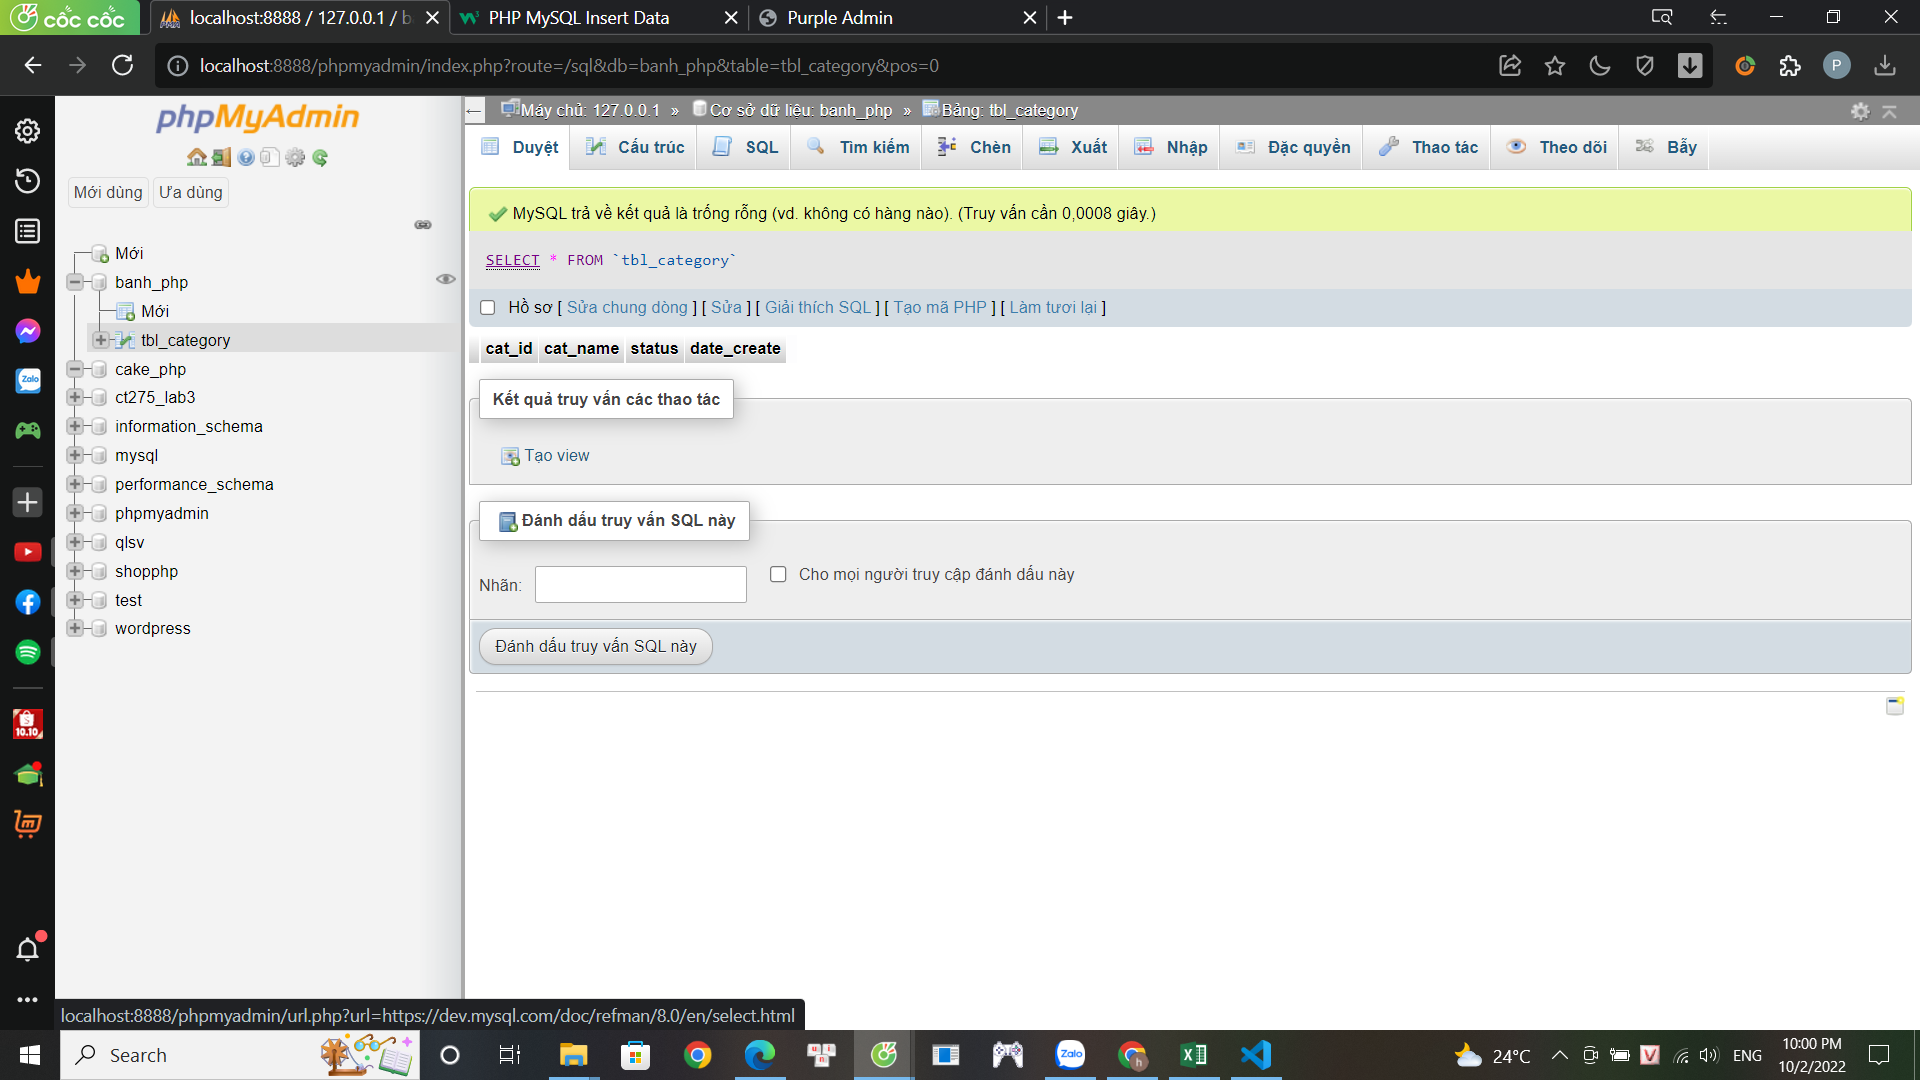 cốc cốc
localhost:8888 / 127.0.0.1 / b
PHP MySQL Insert Data
Purple Admin
localhost:8888/phpmyadmin/index.php?route=/sql&db=banh_php&table=tbl_category&pos=0
P
phpMyAdmin
Mới dùng
Ưa dùng
Mới
banh_php
Mới
tbl_category
cake_php
ct275_lab3
information_schema
mysql
performance_schema
phpmyadmin
qlsv
shopphp
test
wordpress
Máy chủ: 127.0.0.1 » Cơ sở dữ liệu: banh_php » Bảng: tbl_category
Duyệt Cấu trúc SQL Tìm kiếm Chèn Xuất Nhập Đặc quyền Thao tác Theo dõi Bẫy
MySQL trả về kết quả là trống rỗng (vd. không có hàng nào). (Truy vấn cần 0,0008 giây.)
SELECT * FROM `tbl_category`
Hồ sơ [ Sửa chung dòng ] [ Sửa ] [ Giải thích SQL ] [ Tạo mã PHP ] [ Làm tươi lại ]
cat_id cat_name status date_create
Kết quả truy vấn các thao tác
Tạo view
Đánh dấu truy vấn SQL này
Nhãn:
Cho mọi người truy cập đánh dấu này
Đánh dấu truy vấn SQL này
Zalo
10.10
localhost:8888/phpmyadmin/url.php?url=https://dev.mysql.com/doc/refman/8.0/en/select.html
Search
Zalo
h
24°C
V
ENG
10:00 PM
10/2/2022